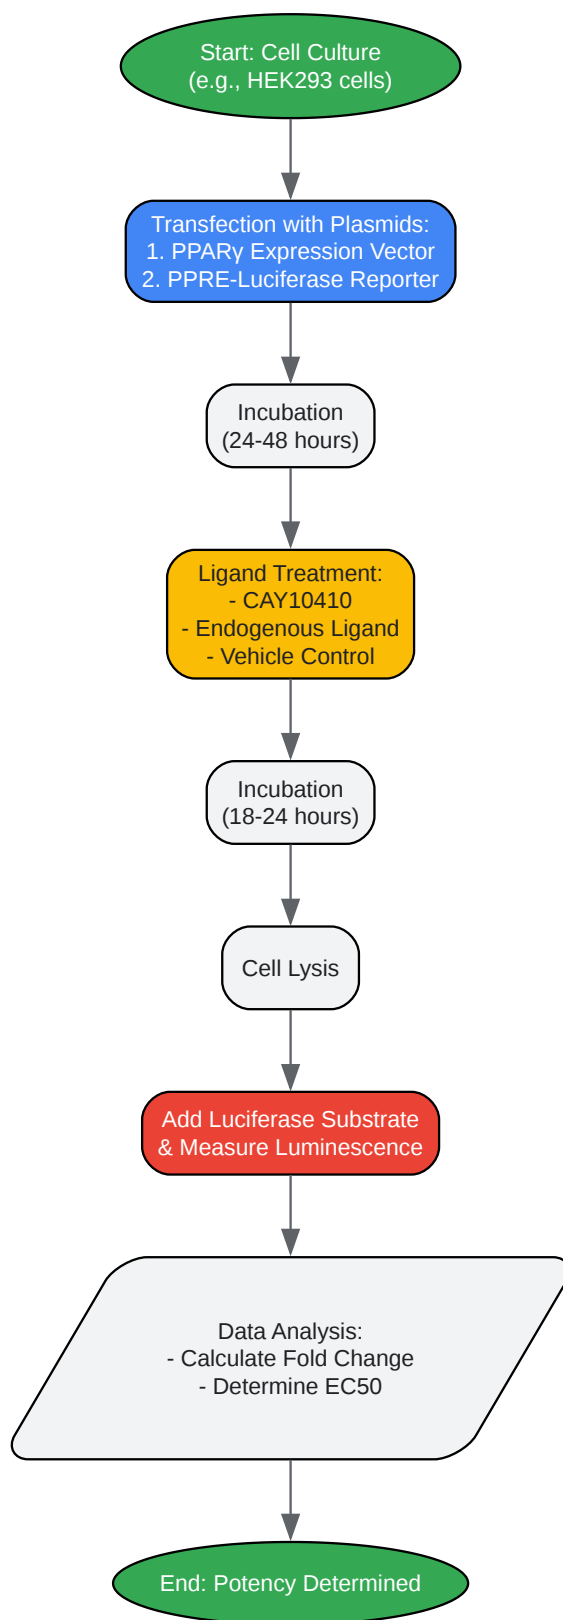 Start: Cell Culture
(e.g., HEK293 cells)
Transfection with Plasmids:
1. PPARγ Expression Vector
2. PPRE-Luciferase Reporter
Incubation
(24-48 hours)
Ligand Treatment:
- CAY10410
- Endogenous Ligand
- Vehicle Control
Incubation
(18-24 hours)
Cell Lysis
Add Luciferase Substrate
& Measure Luminescence
Data Analysis:
- Calculate Fold Change
- Determine EC50
End: Potency Determined